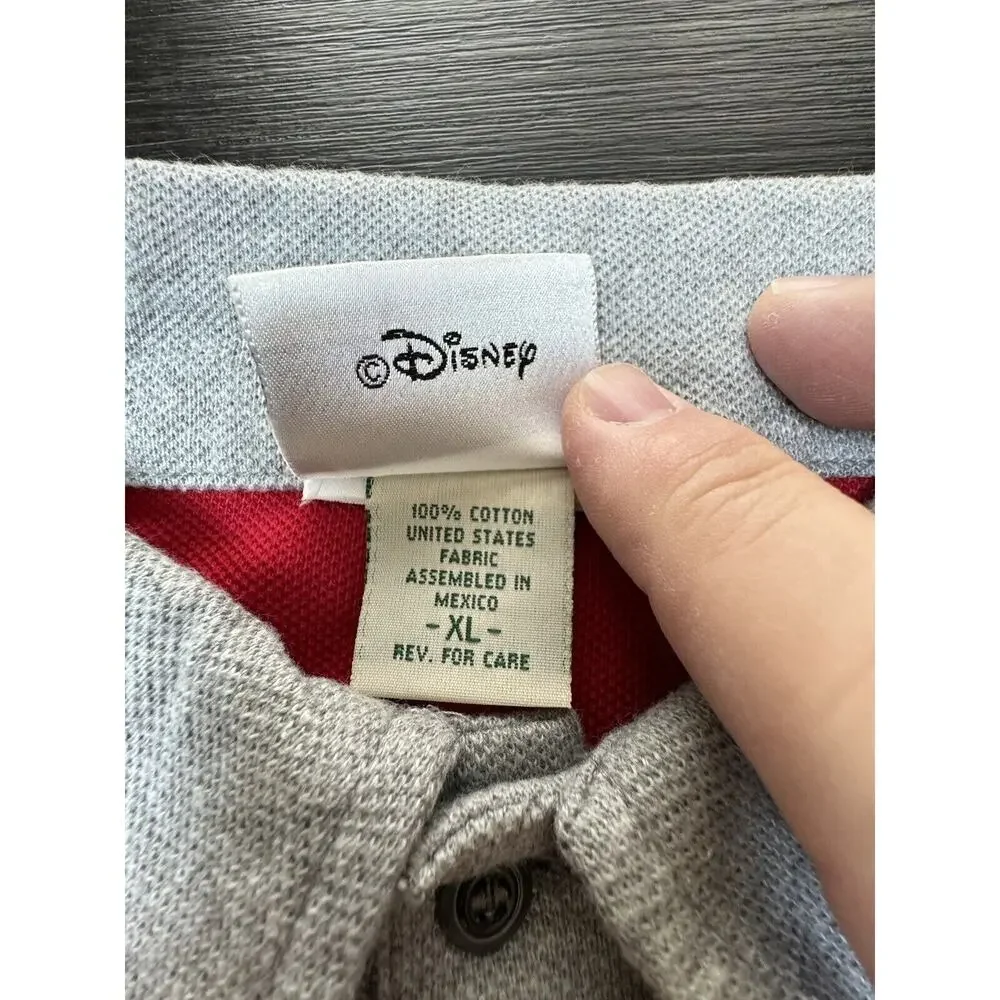 ©Disney
100% COTTON
UNITED STATES
FABRIC
ASSEMBLED IN
MEXICO
- XL -
REV. FOR CARE